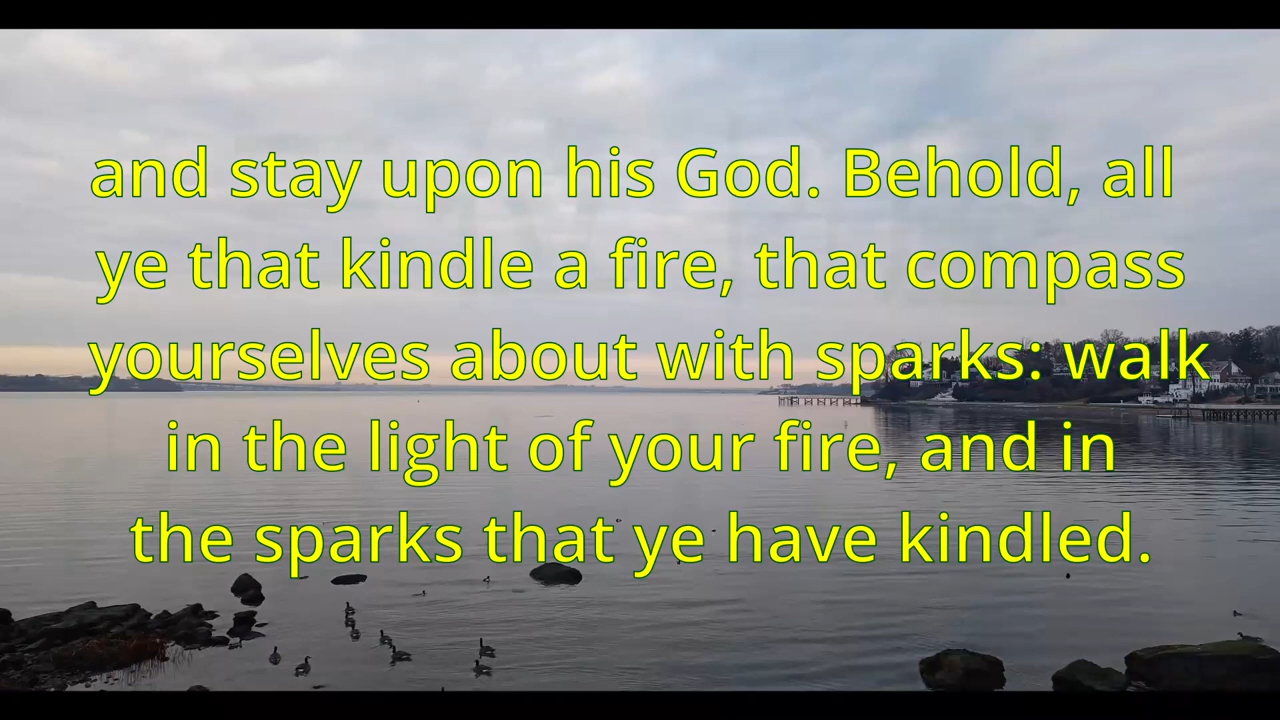 and stay upon his God. Behold, all
ye that kindle a fire, that compass
yourselves about with sparks: walk
in the light of your fire, and in
the sparks that ye have kindled.